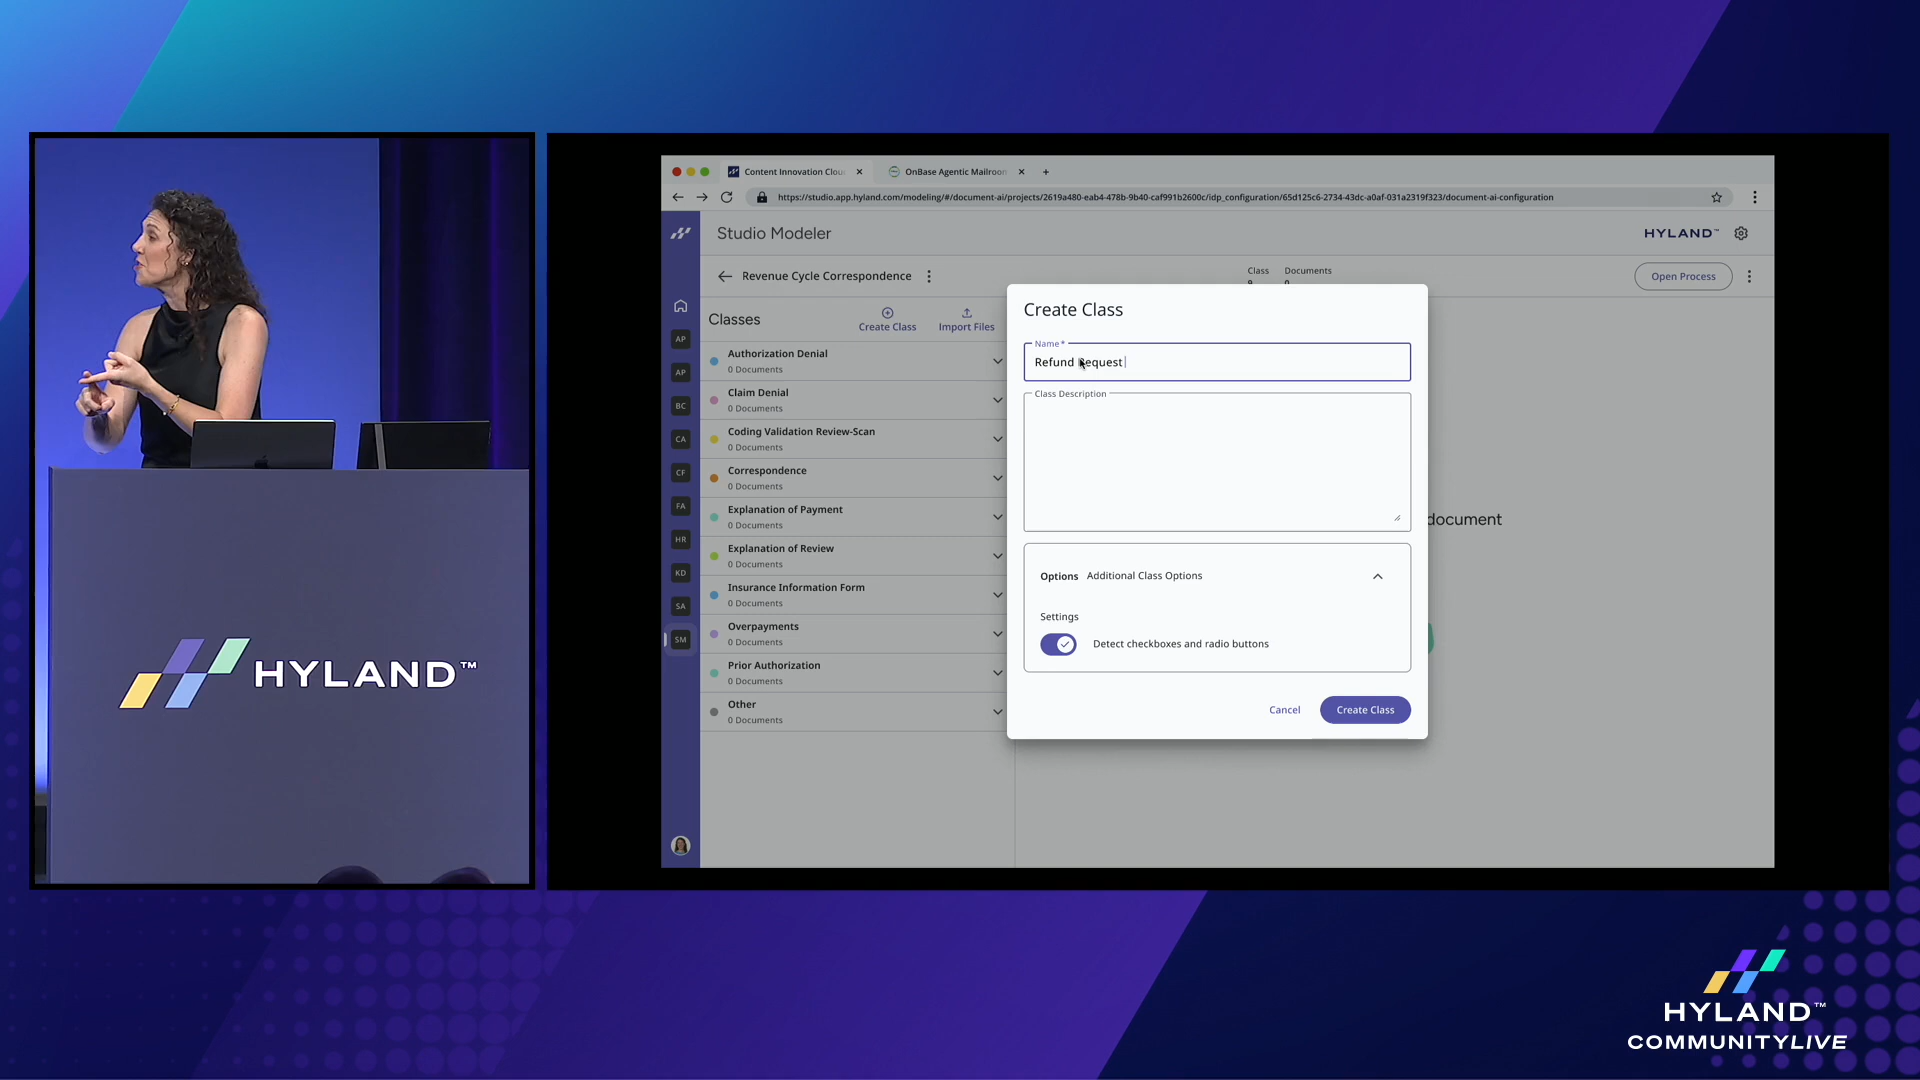 Content Innovation Clou
OnBase Agentic Mailroon
https://studio.app.hyland.com/modeling/#/document-ai/projects/2619a480-eab4-478b-9b40-caf991b2600c/idp_configuration/65d125c6-2734-43dc-a0af-031a2319f323/document-ai-configuration
Studio Modeler
HYLAND™
Revenue Cycle Correspondence
Class
Documents
Open Process
Classes
Create Class
Import Files
AP
AP
BC
CA
CF
FA
HR
KD
SA
SM
Authorization Denial
0 Documents
Claim Denial
0 Documents
Coding Validation Review-Scan
0 Documents
Correspondence
0 Documents
Explanation of Payment
0 Documents
Explanation of Review
0 Documents
Insurance Information Form
0 Documents
Overpayments
0 Documents
Prior Authorization
0 Documents
Other
0 Documents
document
Create Class
Name*
Refund Request
Class Description
Options Additional Class Options
Settings
Detect checkboxes and radio buttons
Cancel
Create Class
HYLAND™
HYLAND™
COMMUNITYLIVE